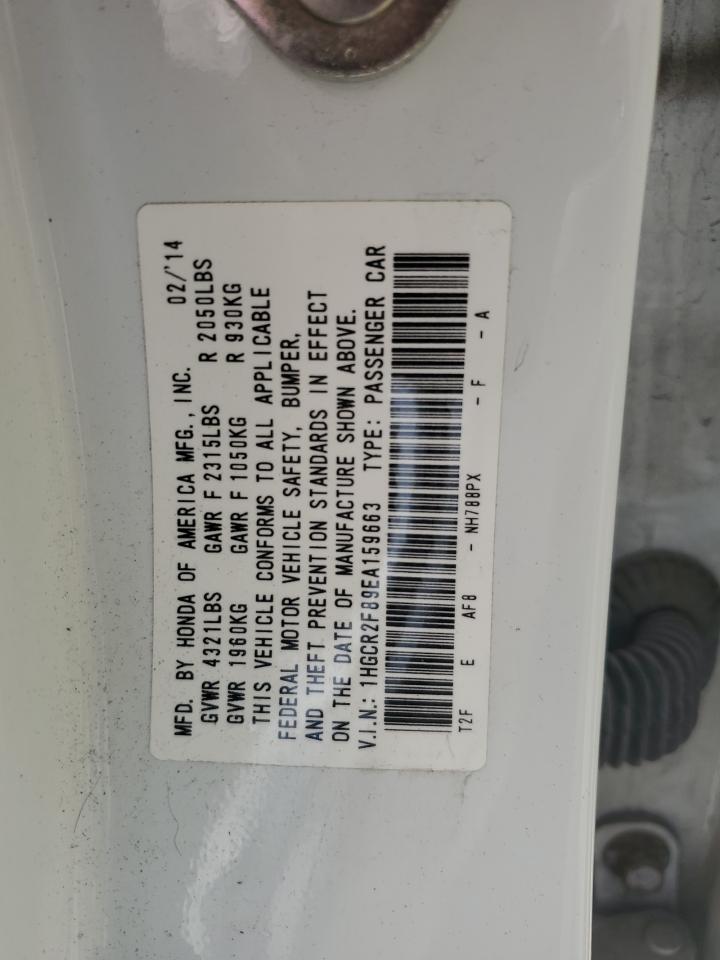 MFD. BY HONDA OF AMERICA MFG., INC. 02/'14
GVWR 4321LBS GAWR F 2315LBS R 2050LBS
GVWR 1960KG GAWR F 1050KG R 930KG
THIS VEHICLE CONFORMS TO ALL APPLICABLE
FEDERAL MOTOR VEHICLE SAFETY, BUMPER,
AND THEFT PREVENTION STANDARDS IN EFFECT
ON THE DATE OF MANUFACTURE SHOWN ABOVE.
V.I.N.: 1HGCR2F89EA159663 TYPE: PASSENGER CAR
T2F E AF8 - NH788PX - F - A